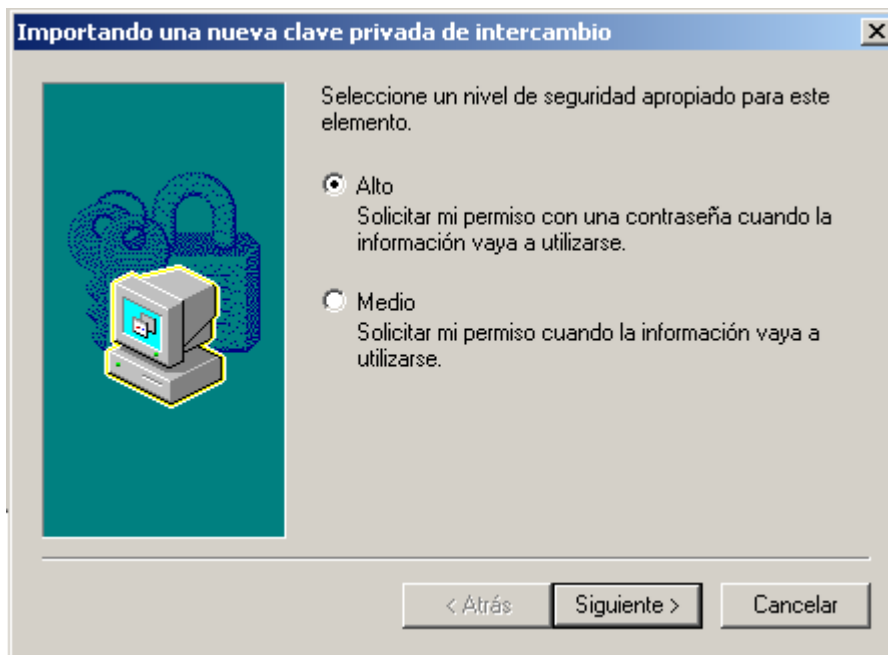 Importando una nueva clave privada de intercambio
Seleccione un nivel de seguridad apropiado para este
elemento.
Alto
Solicitar mi permiso con una contraseña cuando la
información vaya a utilizarse.
Medio
Solicitar mi permiso cuando la información vaya a
utilizarse.
< Atrás
Siguiente >
Cancelar